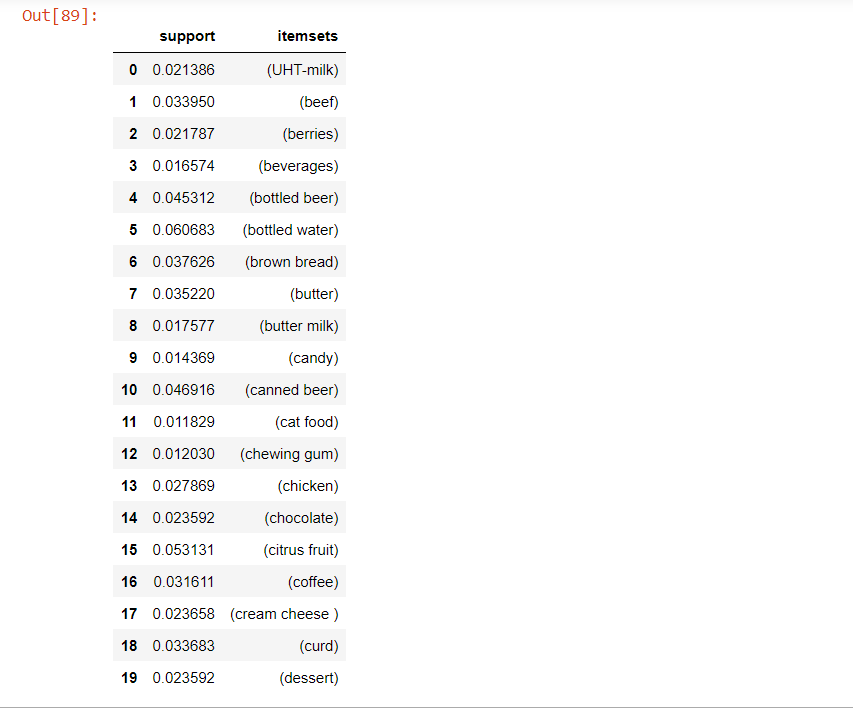 Out[89]:
support itemsets
0 0.021386 (UHT-milk)
1 0.033950 (beef)
2 0.021787 (berries)
3 0.016574 (beverages)
4 0.045312 (bottled beer)
5 0.060683 (bottled water)
6 0.037626 (brown bread)
7 0.035220 (butter)
8 0.017577 (butter milk)
9 0.014369 (candy)
10 0.046916 (canned beer)
11 0.011829 (cat food)
12 0.012030 (chewing gum)
13 0.027869 (chicken)
14 0.023592 (chocolate)
15 0.053131 (citrus fruit)
16 0.031611 (coffee)
17 0.023658 (cream cheese )
18 0.033683 (curd)
19 0.023592 (dessert)